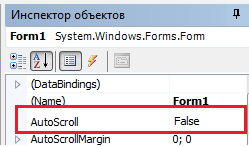 Инспектор объектов
Form1 System.Windows.Forms.Form
(DataBindings)
(Name) Form1
AutoScroll False
AutoScrollMargin 0; 0